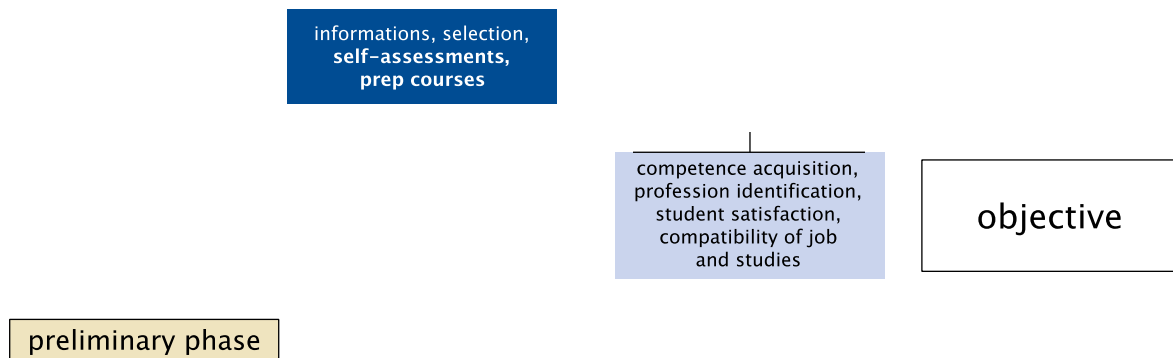 informations, selection,
self-assessments,
prep courses
competence acquisition,
profession identification,
student satisfaction,
compatibility of job
and studies
objective
preliminary phase